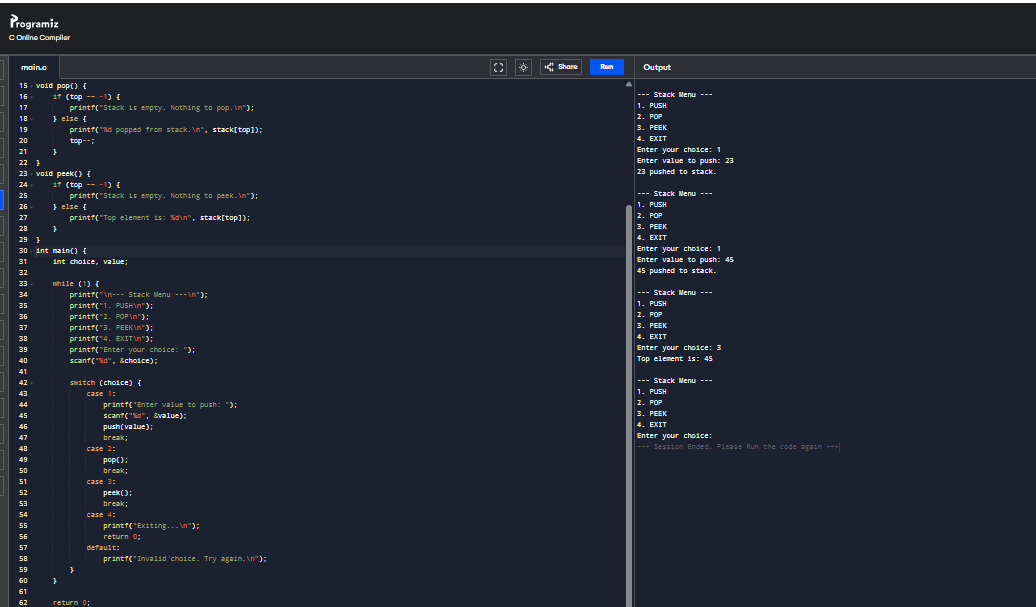 Programiz
C Online Compiler
main.c
Share
Run
Output
15 void pop() {
16     if (top == -1) {
17         printf("Stack is empty. Nothing to pop.\n");
18     } else {
19         printf("%d popped from stack.\n", stack[top]);
20         top--;
21     }
22 }
23 void peek() {
24     if (top == -1) {
25         printf("Stack is empty. Nothing to peek.\n");
26     } else {
27         printf("Top element is: %d\n", stack[top]);
28     }
29 }
30 int main() {
31     int choice, value;
32
33     while (1) {
34         printf("\n--- Stack Menu ---\n");
35         printf("1. PUSH\n");
36         printf("2. POP\n");
37         printf("3. PEEK\n");
38         printf("4. EXIT\n");
39         printf("Enter your choice: ");
40         scanf("%d", &choice);
41
42         switch (choice) {
43             case 1:
44                 printf("Enter value to push: ");
45                 scanf("%d", &value);
46                 push(value);
47                 break;
48             case 2:
49                 pop();
50                 break;
51             case 3:
52                 peek();
53                 break;
54             case 4:
55                 printf("Exiting...\n");
56                 return 0;
57             default:
58                 printf("Invalid choice. Try again.\n");
59         }
60     }
61
62     return 0;
--- Stack Menu ---
1. PUSH
2. POP
3. PEEK
4. EXIT
Enter your choice: 1
Enter value to push: 23
23 pushed to stack.
--- Stack Menu ---
1. PUSH
2. POP
3. PEEK
4. EXIT
Enter your choice: 1
Enter value to push: 45
45 pushed to stack.
--- Stack Menu ---
1. PUSH
2. POP
3. PEEK
4. EXIT
Enter your choice: 3
Top element is: 45
--- Stack Menu ---
1. PUSH
2. POP
3. PEEK
4. EXIT
Enter your choice:
--- Session Ended. Please Run the code again ---